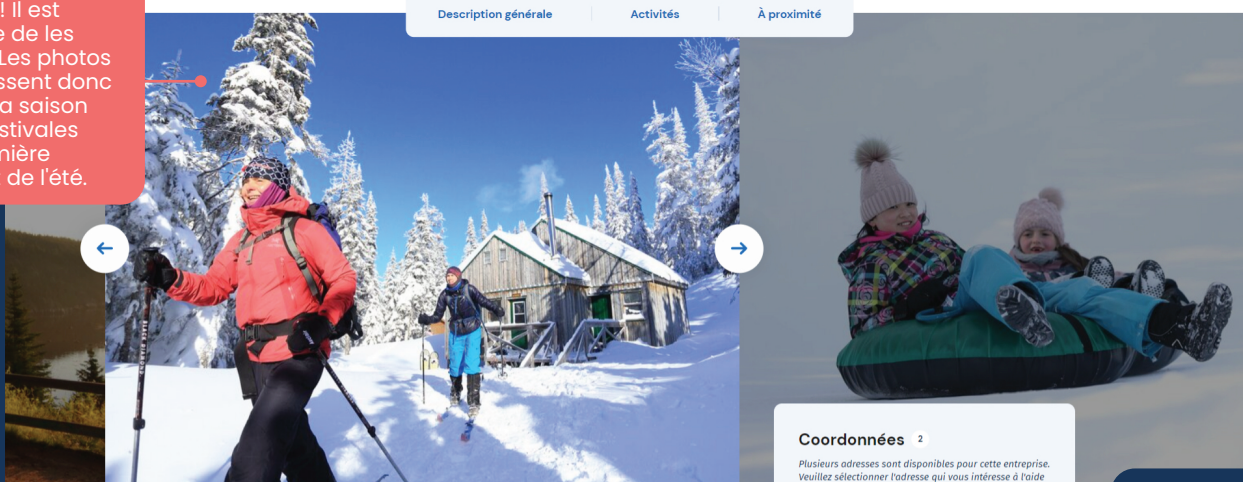 ! Il est
e de les
Les photos
ssent donc
a saison
stivales
mière
de l'été.
Description générale
Activités
À proximité
Coordonnées 2
Plusieurs adresses sont disponibles pour cette entreprise.
Veuillez sélectionner l'adresse qui vous intéresse à l'aide